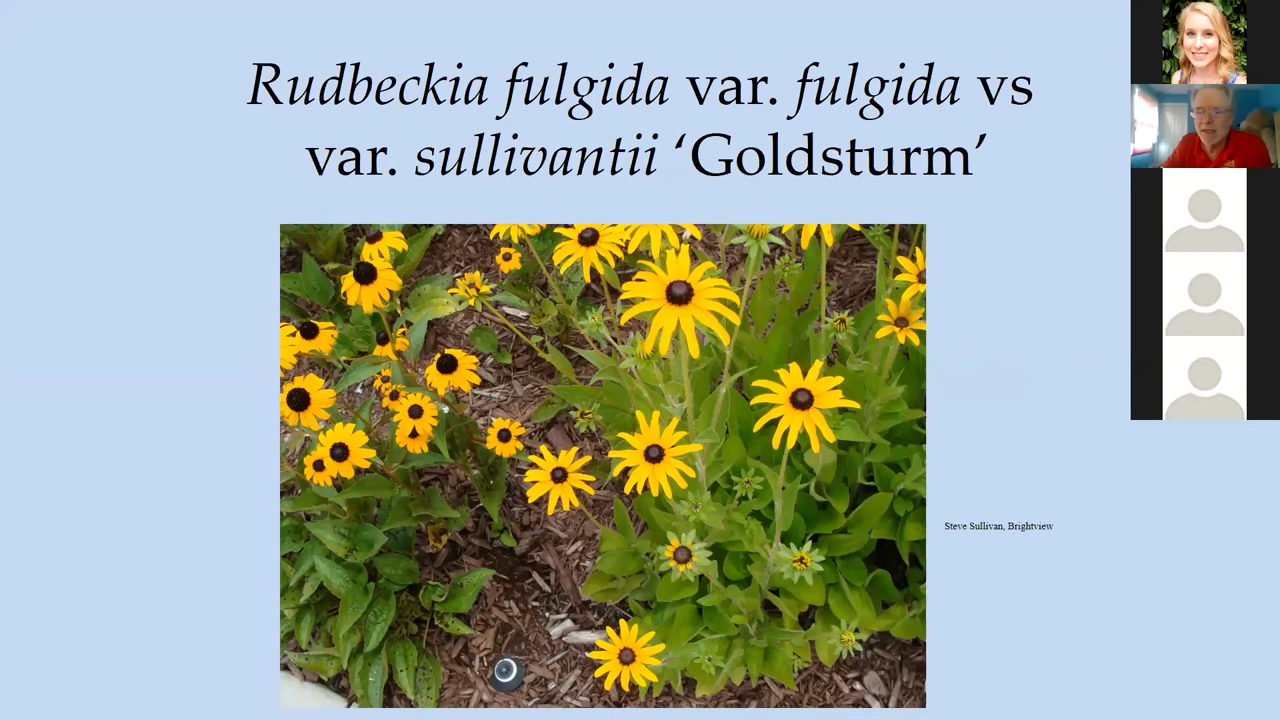 Rudbeckia fulgida var. fulgida vs
var. sullivantii ‘Goldsturm’
Steve Sullivan, Brightview